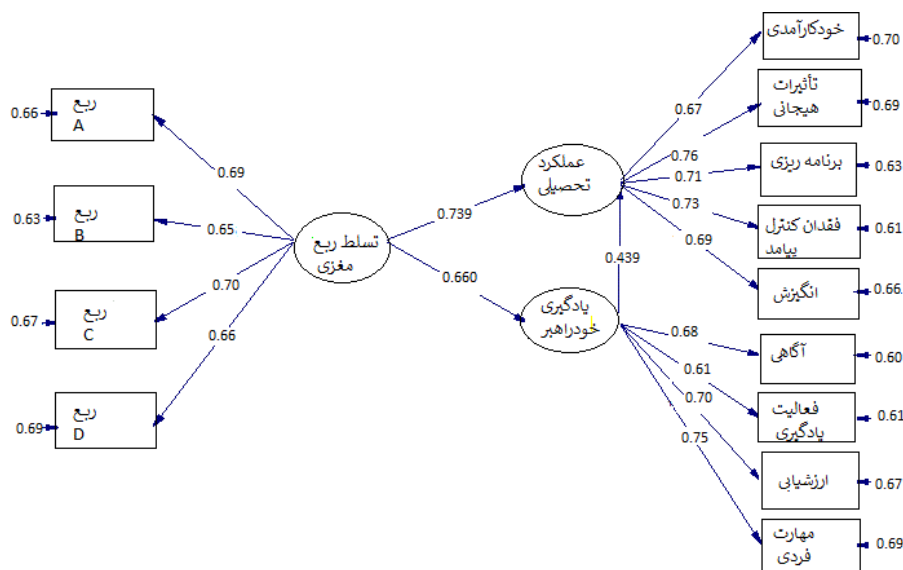 ربع
A
0.66
ربع
B
0.63
ربع
C
0.67
ربع
D
0.69
0.69
0.65
0.70
0.66
تسلط ربع
مغزی
0.739
0.660
عملکرد
تحصیلی
0.439
یادگیری
خودراهبر
0.67
0.76
0.71
0.73
0.69
0.68
0.61
0.70
0.75
خودکارآمدی
0.70
تأثیرات
هیجانی
0.69
برنامه ریزی
0.63
فقدان کنترل
پیامد
0.61
انگیزش
0.66
آگاهی
0.60
فعالیت
یادگیری
0.61
ارزشیابی
0.67
مهارت
فردی
0.69